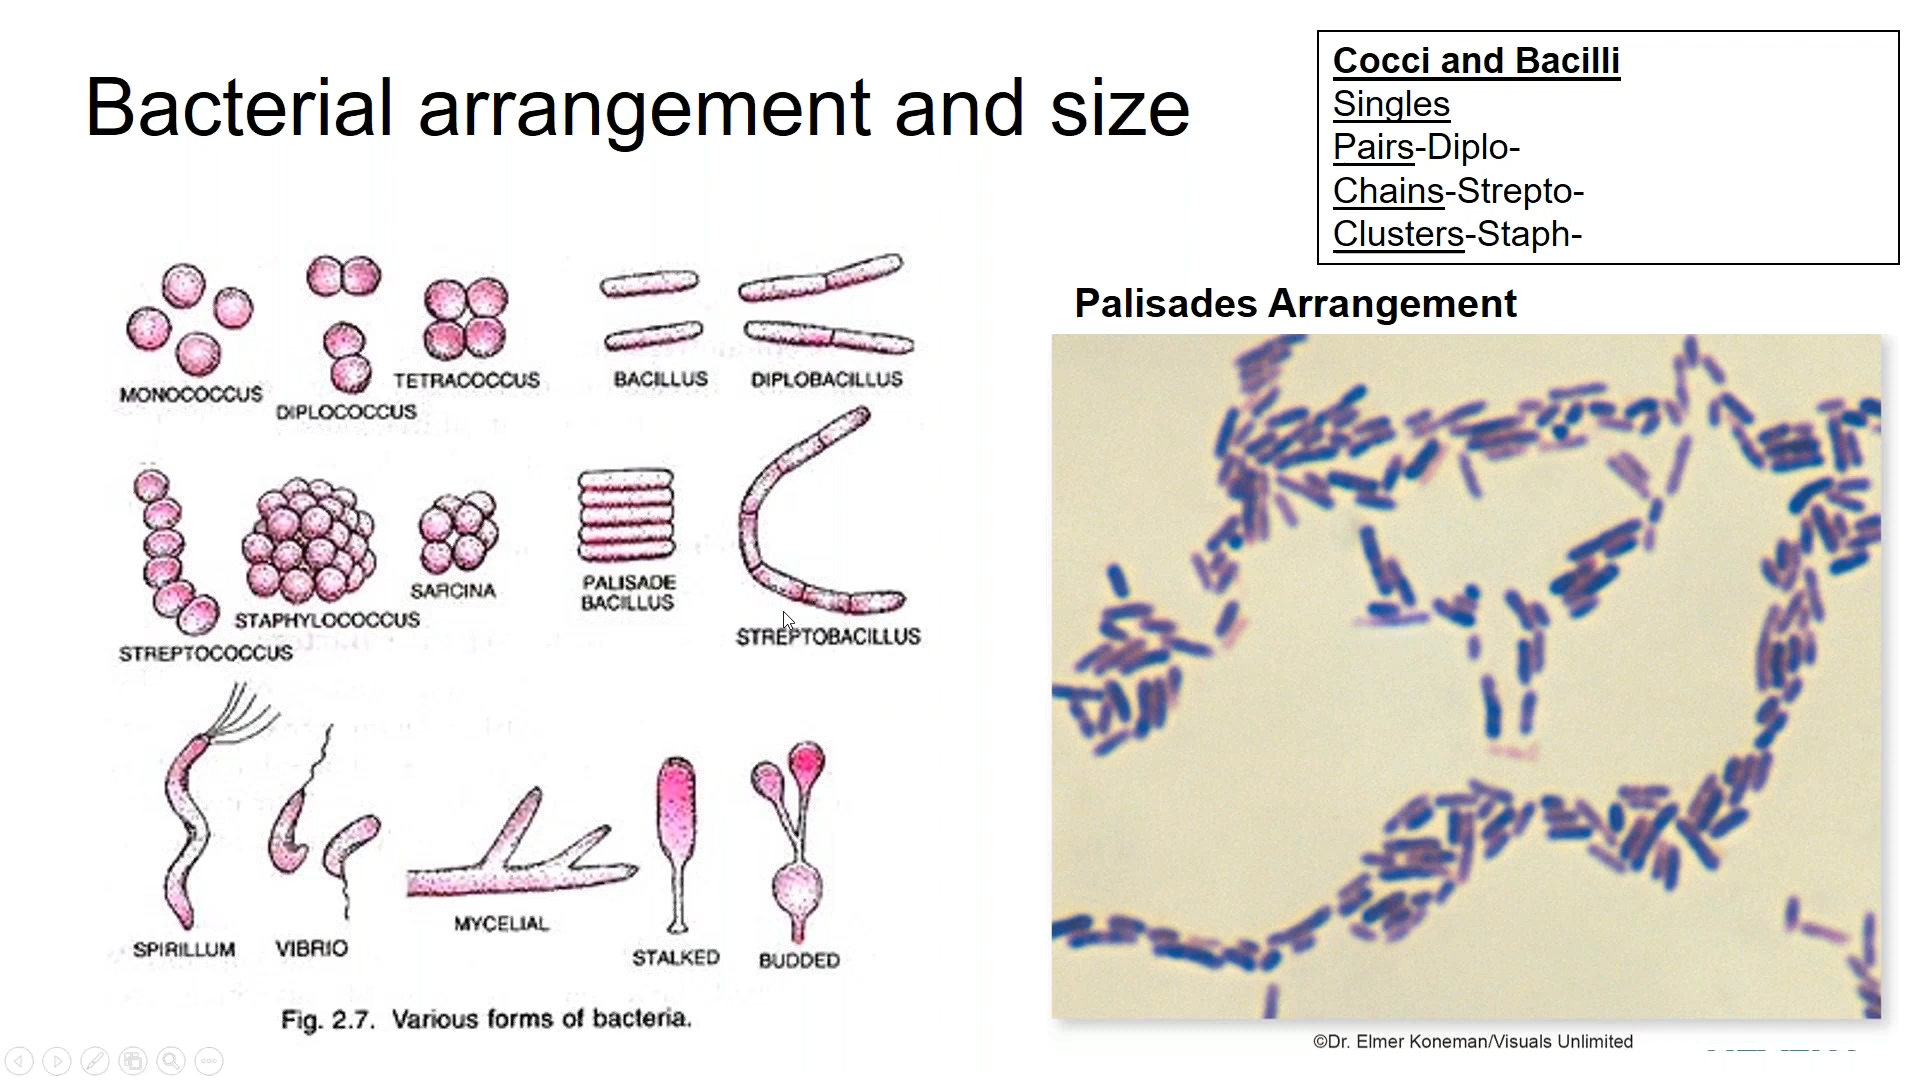 Bacterial arrangement and size
Cocci and Bacilli
Singles
Pairs-Diplo-
Chains-Strepto-
Clusters-Staph-
Palisades Arrangement
MONOCOCCUS
DIPLOCOCCUS
TETRACOCCUS
BACILLUS
DIPLOBACILLUS
STREPTOCOCCUS
STAPHYLOCOCCUS
SARCINA
PALISADE
BACILLUS
STREPTOBACILLUS
SPIRILLUM
VIBRIO
MYCELIAL
STALKED
BUDDED
Fig. 2.7. Various forms of bacteria.
©Dr. Elmer Koneman/Visuals Unlimited